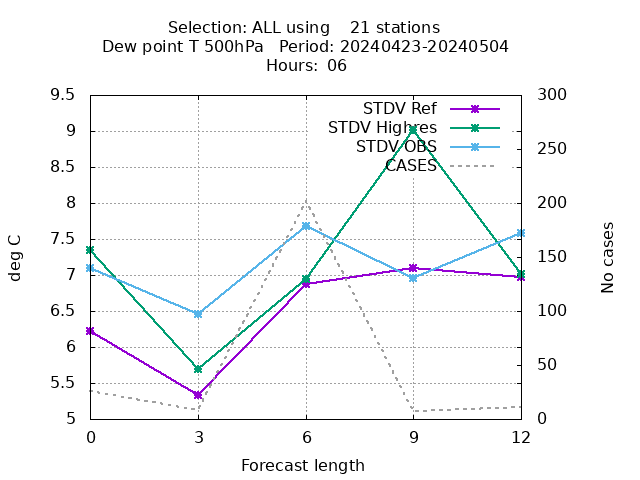 Selection: ALL using    21 stations
Dew point T 500hPa   Period: 20240423-20240504
Hours: 06
9.5
9
8.5
8
7.5
7
6.5
6
5.5
5
deg C
STDV Ref
STDV Highres
STDV OBS
CASES
300
250
200
150
100
50
0
No cases
0 3 6 9 12
Forecast length